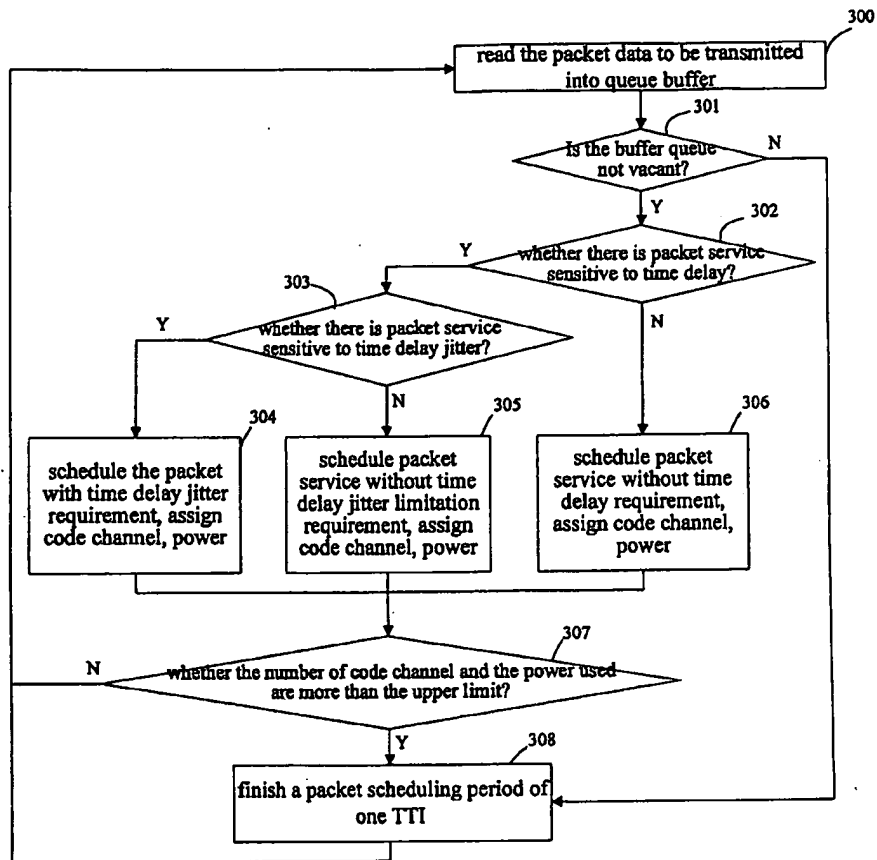 300
read the packet data to be transmitted
into queue buffer
301
Is the buffer queue
not vacant?
N
Y
302
whether there is packet service
sensitive to time delay?
Y
N
303
whether there is packet service
sensitive to time delay jitter?
Y
N
304
schedule the packet
with time delay jitter
requirement, assign
code channel, power
305
schedule packet
service without time
delay jitter limitation
requirement, assign
code channel, power
306
schedule packet
service without time
delay requirement,
assign code channel,
power
307
whether the number of code channel and the power used
are more than the upper limit?
N
Y
308
finish a packet scheduling period of
one TTI